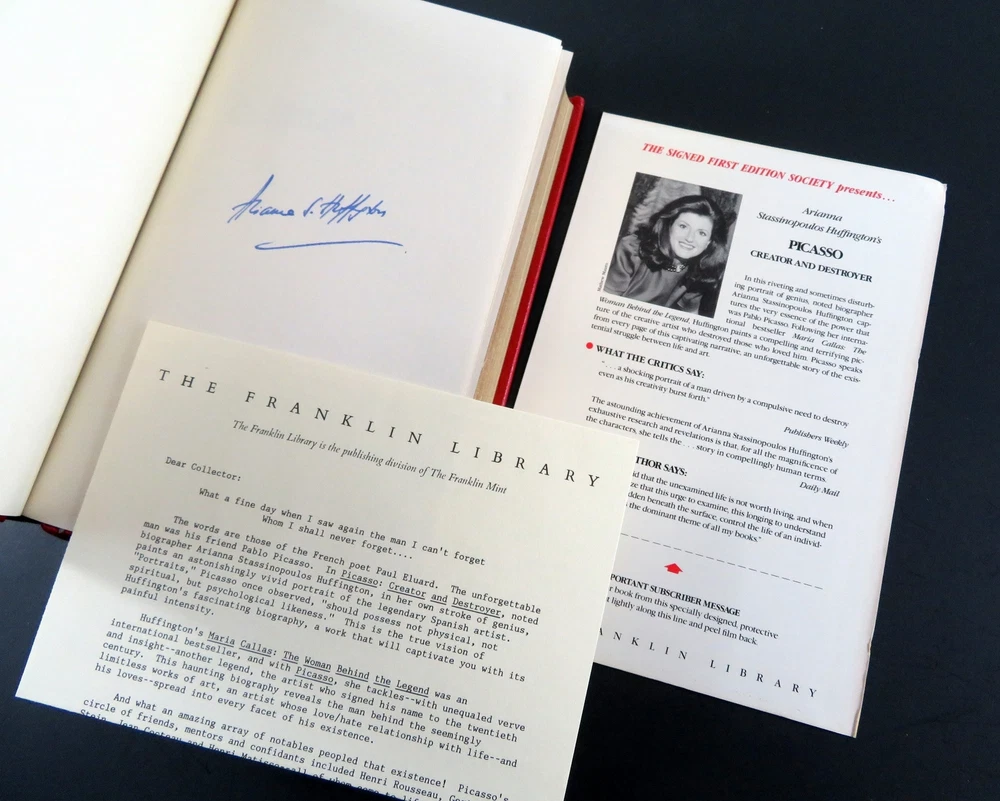 Arianna S. Huffington
THE SIGNED FIRST EDITION SOCIETY presents...
Arianna
Stassinopoulos Huffington's
PICASSO
CREATOR AND DESTROYER
In this riveting and sometimes disturb-
ing portrait of genius, noted biographer
Arianna Stassinopoulos Huffington cap-
tures the very essence of the power that
was Pablo Picasso. Following her interna-
tional bestseller Maria Callas: The
Woman Behind the Legend, Huffington paints a compelling and terrifying pic-
ture of the creative artist who destroyed those who loved him. Picasso speaks
from every page of this captivating narrative, an unforgettable story of the exis-
tential struggle between life and art.
WHAT THE CRITICS SAY:
"...a shocking portrait of a man driven by a compulsive need to destroy
even as his creativity burst forth."
Publishers Weekly
The astounding achievement of Arianna Stassinopoulos Huffington's
exhaustive research and revelations is that, for all the magnificence of
the characters, she tells the . . . story in compellingly human terms.
Daily Mail
THOR SAYS:
id that the unexamined life is not worth living, and when
ze that this urge to examine, this longing to understand
dden beneath the surface, control the life of an individ-
the dominant theme of all my books."
PORTANT SUBSCRIBER MESSAGE
r book from this specially designed, protective
d lightly along this line and peel film back.
ANKLIN LIBRARY
THE FRANKLIN LIBRARY
The Franklin Library is the publishing division of The Franklin Mint
Dear Collector:
What a fine day when I saw again the man I can't forget
Whom I shall never forget....
The words are those of the French poet Paul Eluard. The unforgettable
man was his friend Pablo Picasso. In Picasso: Creator and Destroyer, noted
biographer Arianna Stassinopoulos Huffington, in her own stroke of genius,
paints an astonishingly vivid portrait of the legendary Spanish artist.
"Portraits," Picasso once observed, "should possess not physical, not
spiritual, but psychological likeness." This is the true vision of
Huffington's fascinating biography, a work that will captivate you with its
painful intensity.
Huffington's Maria Callas: The Woman Behind the Legend was an
international bestseller, and with Picasso, she tackles--with unequaled verve
and insight--another legend, the artist who signed his name to the twentieth
century. This haunting biography reveals the man behind the seemingly
limitless works of art, an artist whose love/hate relationship with life--and
his loves--spread into every facet of his existence.
And what an amazing array of notables peopled that existence! Picasso's
circle of friends, mentors and confidants included Henri Rousseau,
Stein, Jean Cocteau and Henri Matisse--all of whom come to